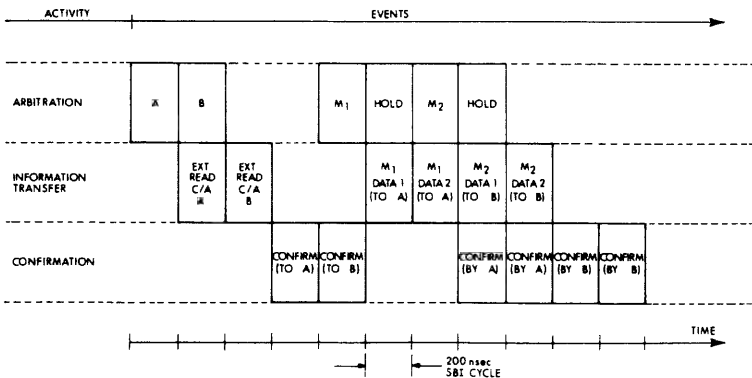 ACTIVITY EVENTS
ARBITRATION A B M1 HOLD M2 HOLD
INFORMATION TRANSFER
EXT READ C/A A
EXT READ C/A B
M1 DATA 1 (TO A)
M1 DATA 2 (TO A)
M2 DATA 1 (TO B)
M2 DATA 2 (TO B)
CONFIRMATION
CONFIRM (TO A)
CONFIRM (TO B)
CONFIRM (BY A)
CONFIRM (BY A)
CONFIRM (BY B)
CONFIRM (BY B)
TIME
200 nsec
SBI CYCLE